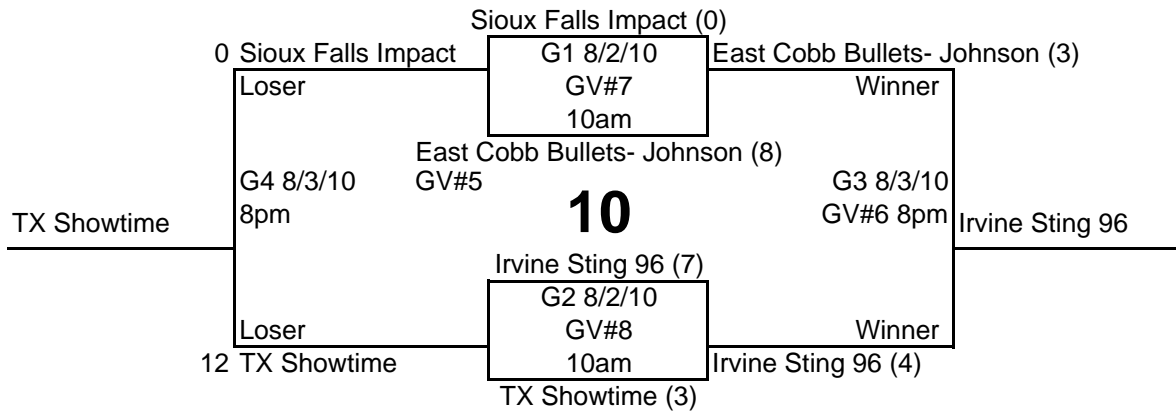 Sioux Falls Impact (0)
0 Sioux Falls Impact
G1 8/2/10
East Cobb Bullets- Johnson (3)
Loser
GV#7
Winner
10am
East Cobb Bullets- Johnson (8)
G4 8/3/10
GV#5
G3 8/3/10
TX Showtime
8pm
10
GV#6 8pm
Irvine Sting 96
Irvine Sting 96 (7)
G2 8/2/10
Loser
GV#8
Winner
12 TX Showtime
10am
Irvine Sting 96 (4)
TX Showtime (3)